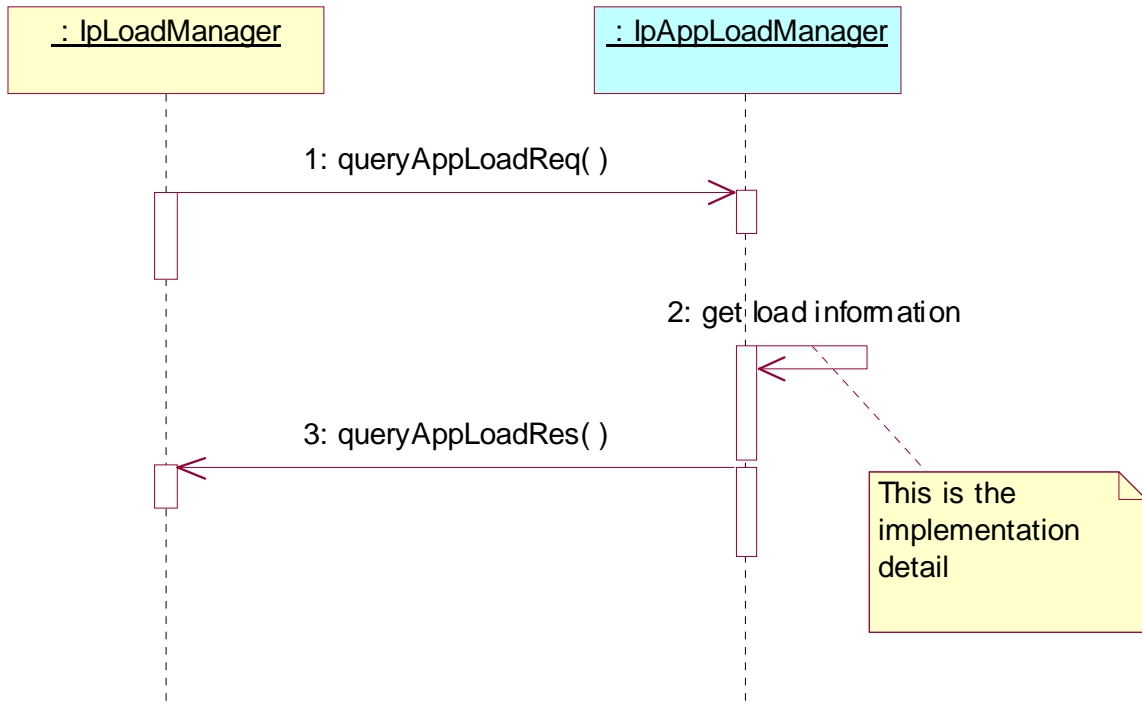 : IpLoadManager
: IpAppLoadManager
1: queryAppLoadReq( )
2: get load information
3: queryAppLoadRes( )
This is the
implementation
detail